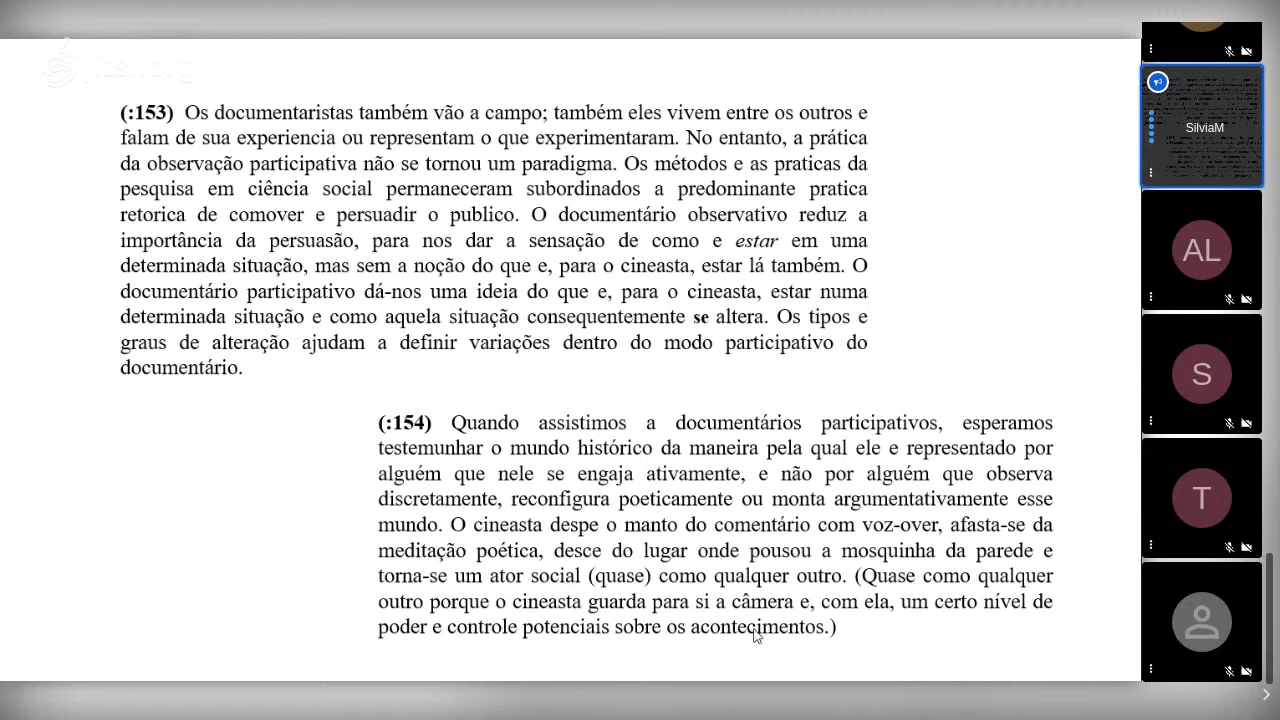 (:153) Os documentaristas também vão a campo; também eles vivem entre os outros e
falam de sua experiencia ou representam o que experimentaram. No entanto, a prática
da observação participativa não se tornou um paradigma. Os métodos e as praticas da
pesquisa em ciência social permaneceram subordinados a predominante pratica
retorica de comover e persuadir o publico. O documentário observativo reduz a
importância da persuasão, para nos dar a sensação de como e estar em uma
determinada situação, mas sem a noção do que e, para o cineasta, estar lá também. O
documentário participativo dá-nos uma ideia do que e, para o cineasta, estar numa
determinada situação e como aquela situação consequentemente se altera. Os tipos e
graus de alteração ajudam a definir variações dentro do modo participativo do
documentário.
(:154) Quando assistimos a documentários participativos, esperamos
testemunhar o mundo histórico da maneira pela qual ele e representado por
alguém que nele se engaja ativamente, e não por alguém que observa
discretamente, reconfigura poeticamente ou monta argumentativamente esse
mundo. O cineasta despe o manto do comentário com voz-over, afasta-se da
meditação poética, desce do lugar onde pousou a mosquinha da parede e
torna-se um ator social (quase) como qualquer outro. (Quase como qualquer
outro porque o cineasta guarda para si a câmera e, com ela, um certo nível de
poder e controle potenciais sobre os acontecimentos.)
SilviaM
AL
S
T